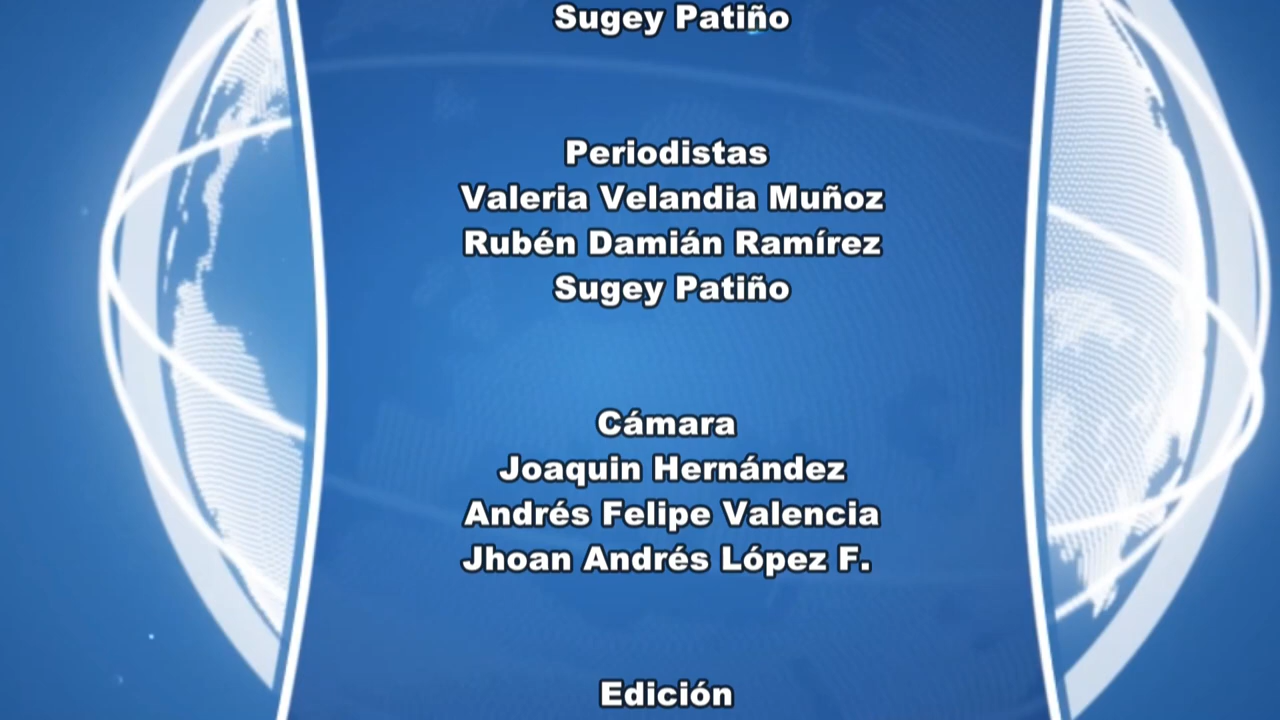 Sugey Patiño
Periodistas
Valeria Velandia Muñoz
Rubén Damián Ramírez
Sugey Patiño
Cámara
Joaquin Hernández
Andrés Felipe Valencia
Jhoan Andrés López F.
Edición